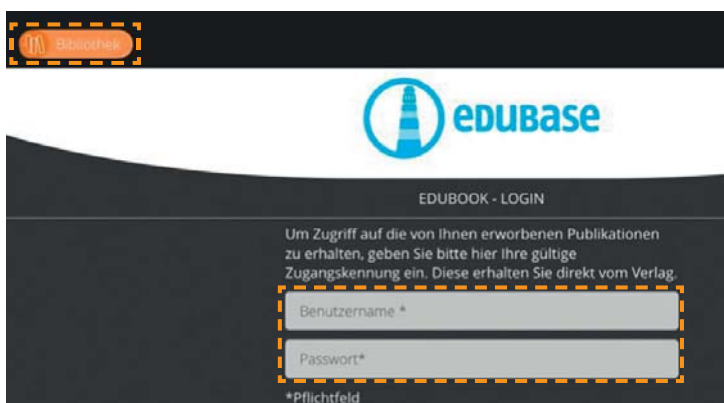 Bibliothek
eDUBase
EDUBOOK - LOGIN
Um Zugriff auf die von Ihnen erworbenen Publikationen
zu erhalten, geben Sie bitte hier Ihre gültige
Zugangskennung ein. Diese erhalten Sie direkt vom Verlag.
Benutzername *
Passwort*
*Pflichtfeld